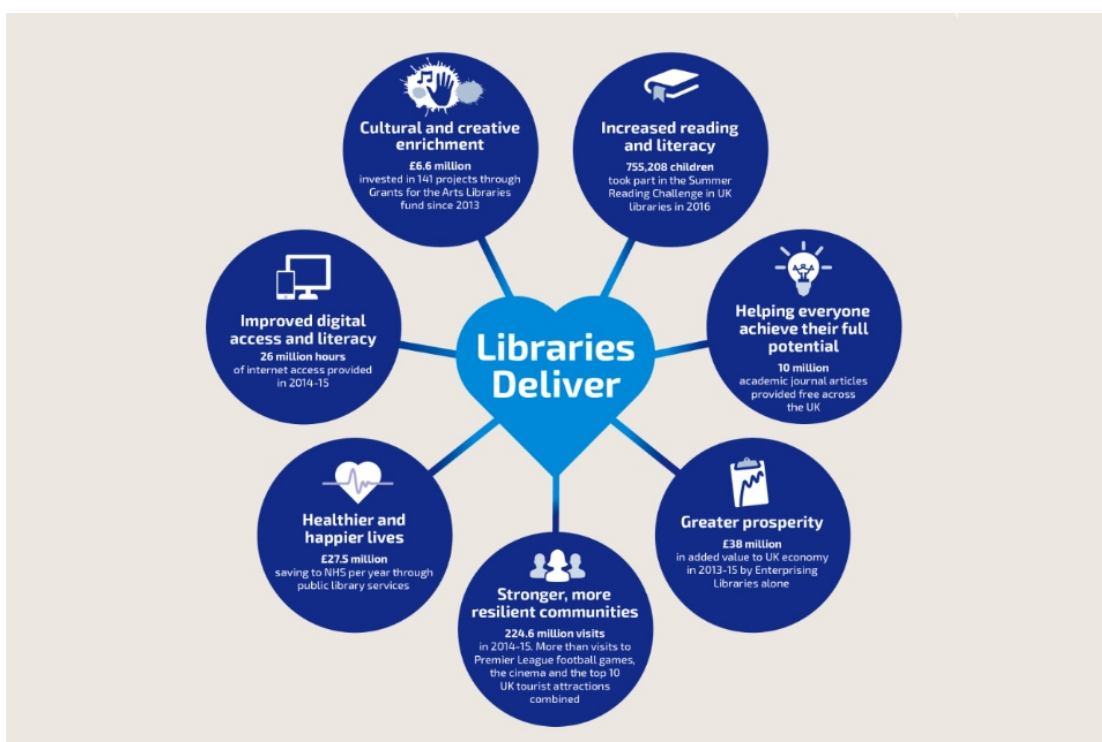 Cultural and creative
enrichment
£6.6 million
invested in 141 projects through
Grants for the Arts Libraries
fund since 2013
Increased reading
and literacy
755,208 children
took part in the Summer
Reading Challenge in UK
libraries in 2016
Improved digital
access and literacy
26 million hours
of internet access provided
in 2014-15
Libraries
Deliver
Helping everyone
achieve their full
potential
10 million
academic journal articles
provided free across
the UK
Healthier and
happier lives
£27.5 million
saving to NHS per year through
public library services
Greater prosperity
£38 million
in added value to UK economy
in 2013-15 by Enterprising
Libraries alone
Stronger, more
resilient communities
224.6 million visits
in 2014-15. More than visits to
Premier League football games,
the cinema and the top 10
UK tourist attractions
combined